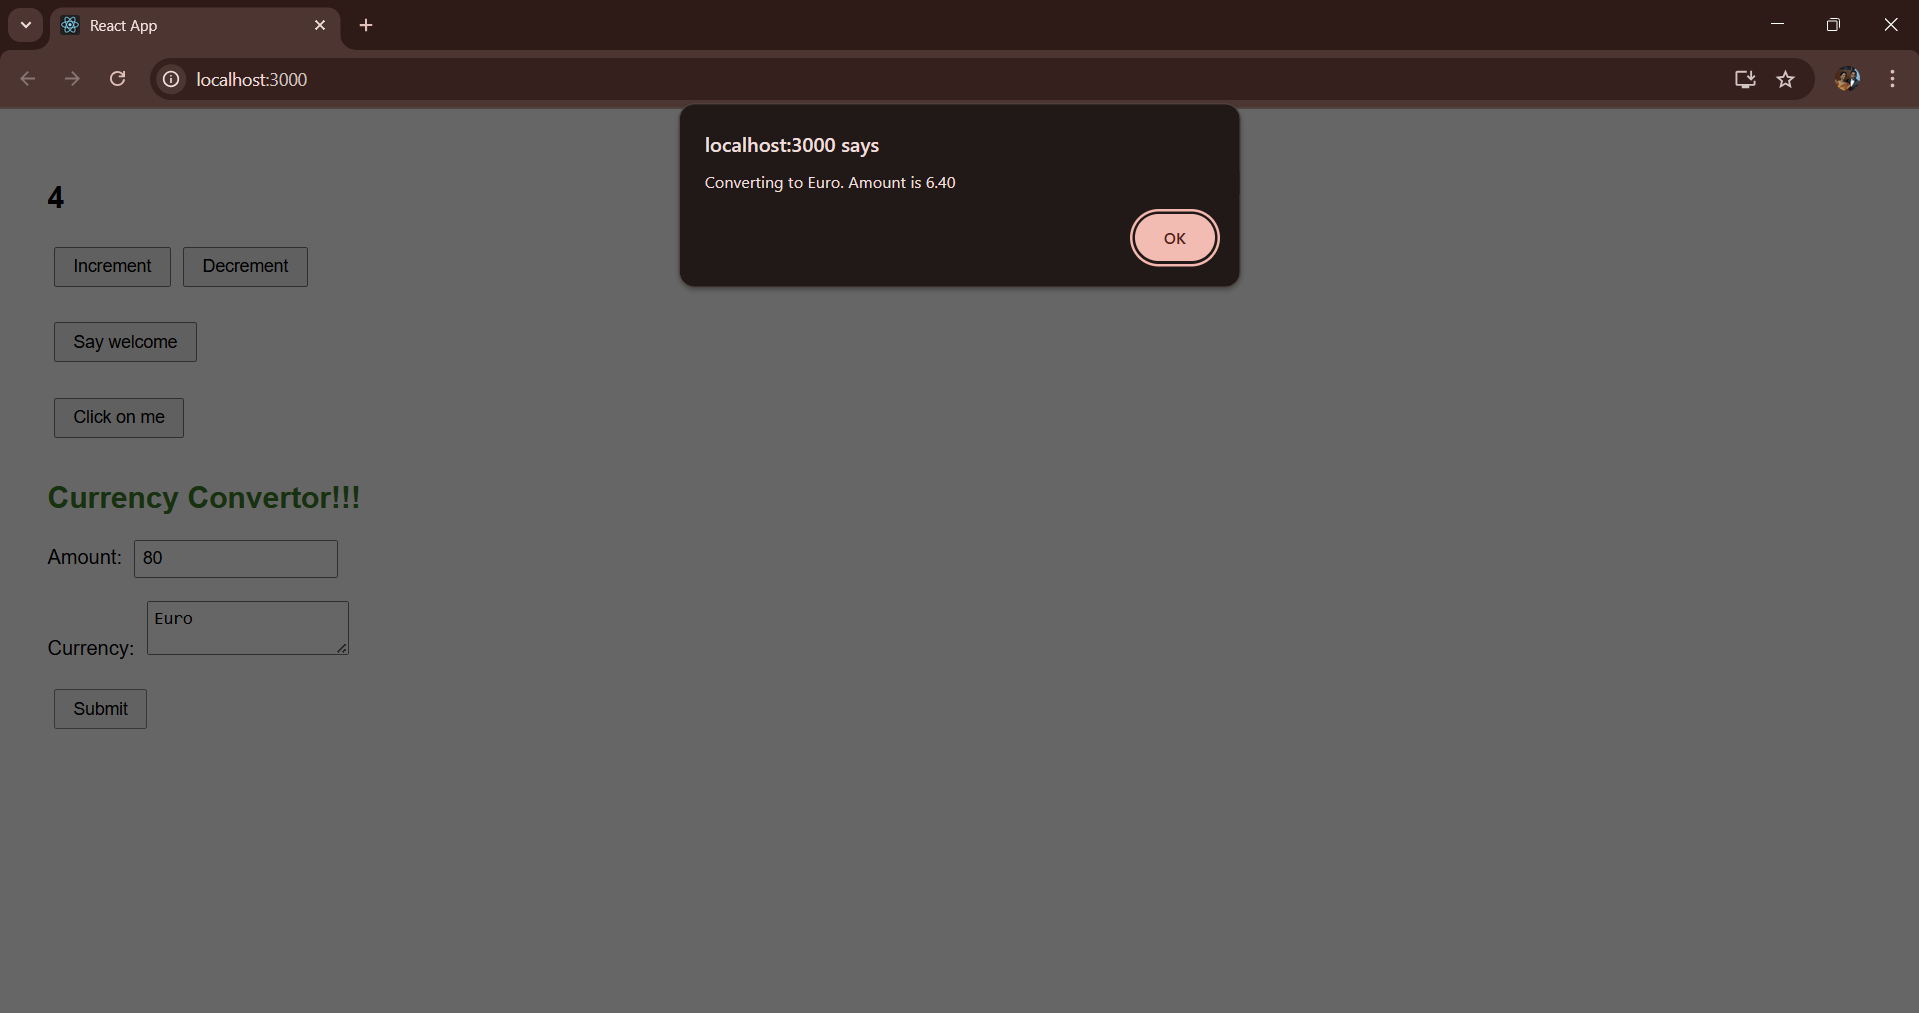 React App
localhost:3000
localhost:3000 says
Converting to Euro. Amount is 6.40
OK
4
Increment Decrement
Say welcome
Click on me
Currency Convertor!!!
Amount: 80
Euro
Currency:
Submit